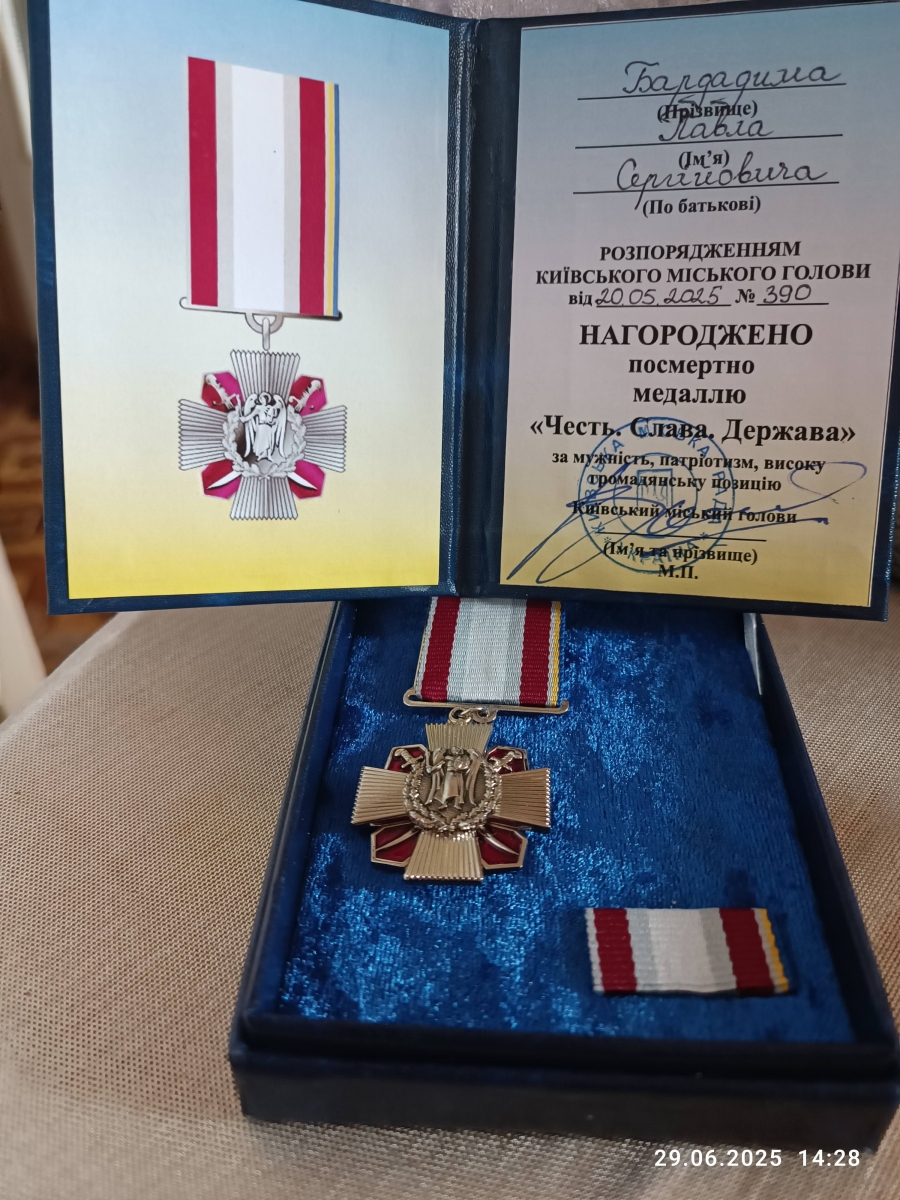 Бардадима
(Прізвище)
Павла
(Ім’я)
Сергійовича
(По батькові)
РОЗПОРЯДЖЕННЯМ
КИЇВСЬКОГО МІСЬКОГО ГОЛОВИ
від 20.05.2025 № 390
НАГОРОДЖЕНО
посмертно
медаллю
«Честь. Слава. Держава»
за мужність, патріотизм, високу
громадянську позицію
Київський міський голови
(Ім’я та прізвище)
М.П.
29.06.2025 14:28